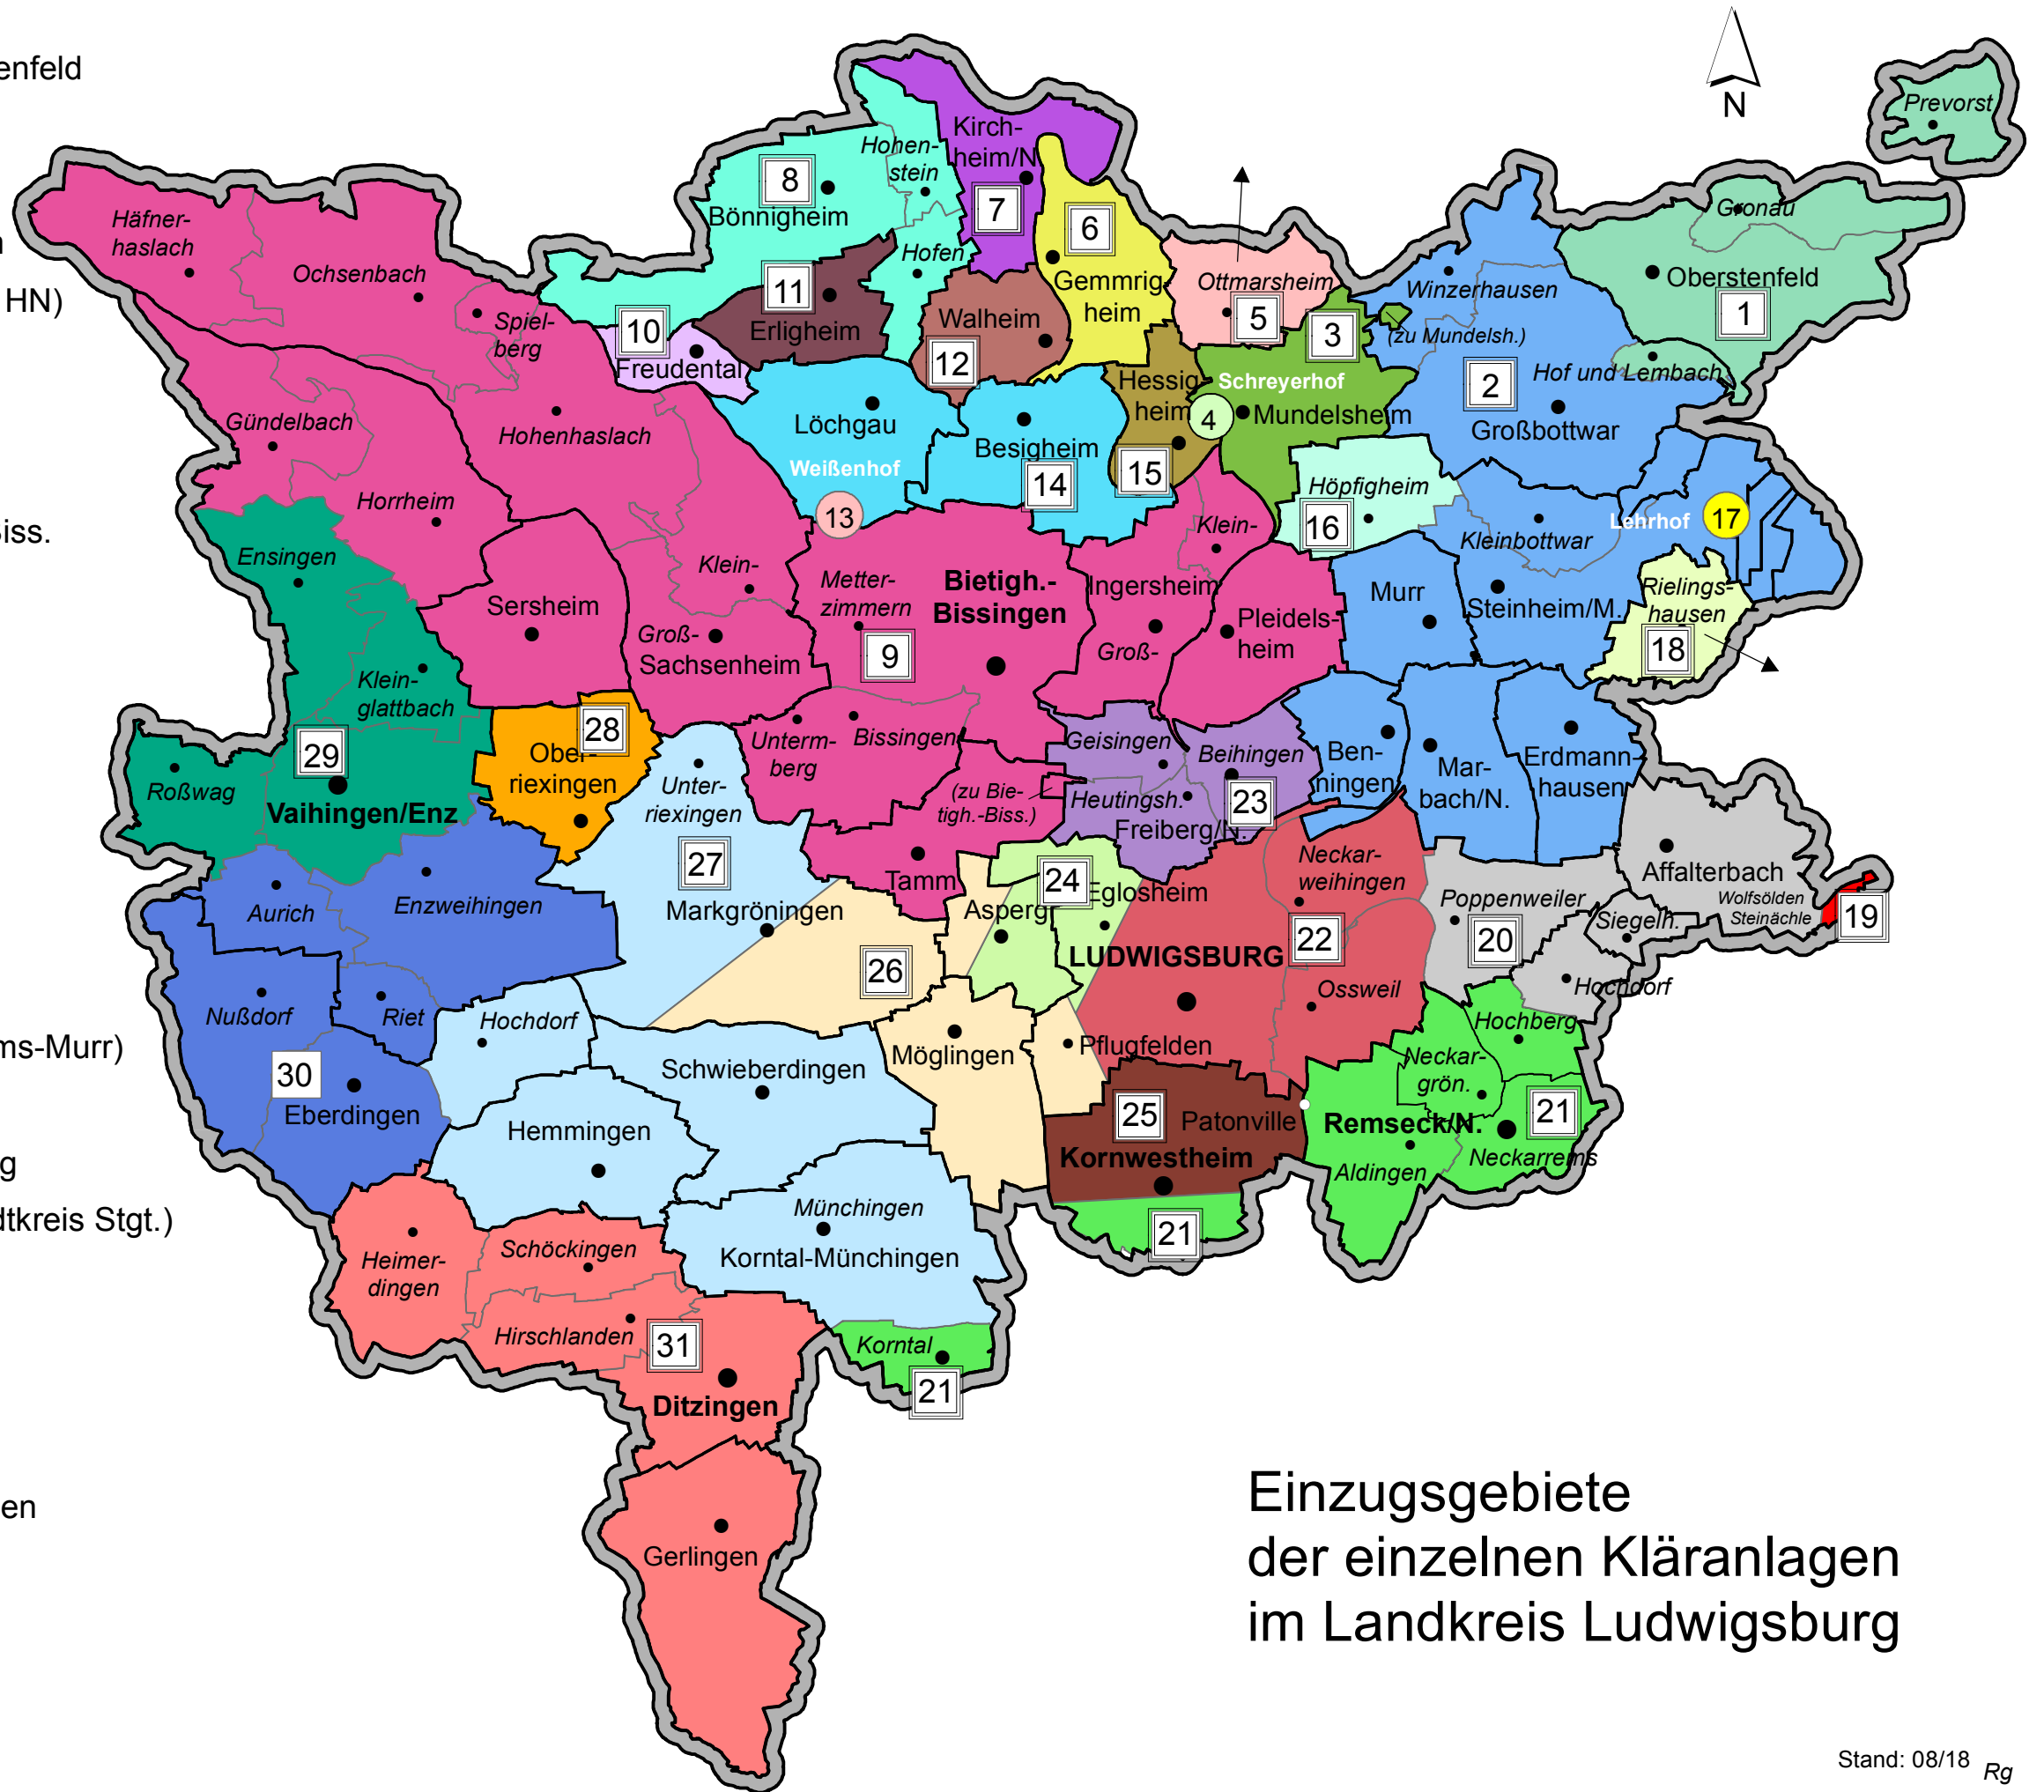 enfeld
HN)
Biss.
ms-Murr)
g
dtkreis Stgt.)
en
N
Prevorst
Gronau
Oberstenfeld
1
Hohen-
stein
Kirch-
heim/N
8
Bönnigheim
7
6
Gemmrig-
heim
Hofen
Häfner-
haslach
Ochsenbach
Spiel-
berg
11
Erligheim
10
Freudental
Walheim
12
Ottmarsheim
5
3
Winzerhausen
(zu Mundelsh.)
2
Hof und Lembach
Großbottwar
Hessig-
heim
Schreyerhof
4
Mundelsheim
Gündelbach
Hohenhaslach
Löchgau
Weißenhof
13
Besigheim
14
15
Höpfigheim
16
Horrheim
Kleinbottwar
Lehrhof
17
Ensingen
Sersheim
Klein-
Groß-
Sachsenheim
Metter-
zimmern
Bietigh.-
Bissingen
9
Klein-
Ingersheim
Groß-
Pleidels-
heim
Murr
Steinheim/M.
Rielings-
hausen
18
Klein-
glattbach
28
Ober-
riexingen
29
Roßwag
Vaihingen/Enz
Unter-
riexingen
Unterm-
berg
Bissingen
(zu Bie-
tigh.-Biss.)
Geisingen
Beihingen
Heutingsh.
23
Freiberg/N.
Ben-
ningen
Mar-
bach/N.
Erdmann-
hausen
27
Markgröningen
Tamm
Asperg
24
Eglosheim
Neckar-
weihingen
Affalterbach
Wolfsölden
Steinächle
19
Aurich
Enzweihingen
26
LUDWIGSBURG
22
Ossweil
Poppenweiler
20
Siegelh.
Hochdorf
Nußdorf
Riet
Hochdorf
Schwieberdingen
Möglingen
Pflugfelden
Hochberg
Neckar-
grön.
30
Eberdingen
Hemmingen
25
Patonville
Kornwestheim
Remseck/N.
21
Aldingen
Neckarrems
Heimer-
dingen
Schöckingen
Hirschlanden
31
Ditzingen
Münchingen
Korntal-Münchingen
21
Korntal
21
Gerlingen
Einzugsgebiete
der einzelnen Kläranlagen
im Landkreis Ludwigsburg
Stand: 08/18
Rg